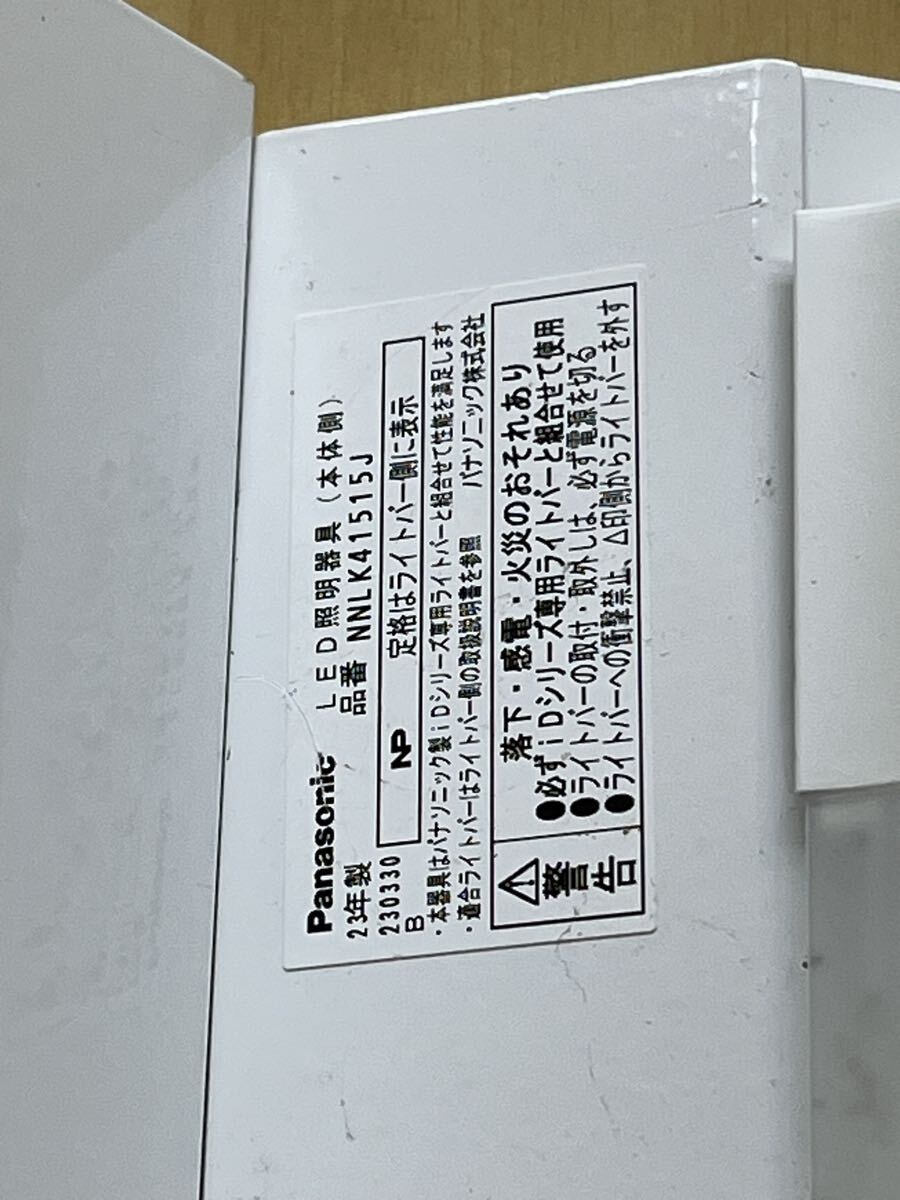 Panasonic LED照明器具(本体側)
23年製 品番 NNLK41515J
230330 NP 定格はライトバー側に表示
B
・本器具はパナソニック製iDシリーズ専用ライトバーと組合せて性能を満足します
・適合ライトバーはライトバー側の取扱説明書を参照 パナソニック株式会社
警告
落下・感電・火災のおそれあり
●必ずiDシリーズ専用ライトバーと組合せて使用
●ライトバーの取付・取外しは、必ず電源を切る
●ライトバーへの衝撃禁止、△印側からライトバーを外す